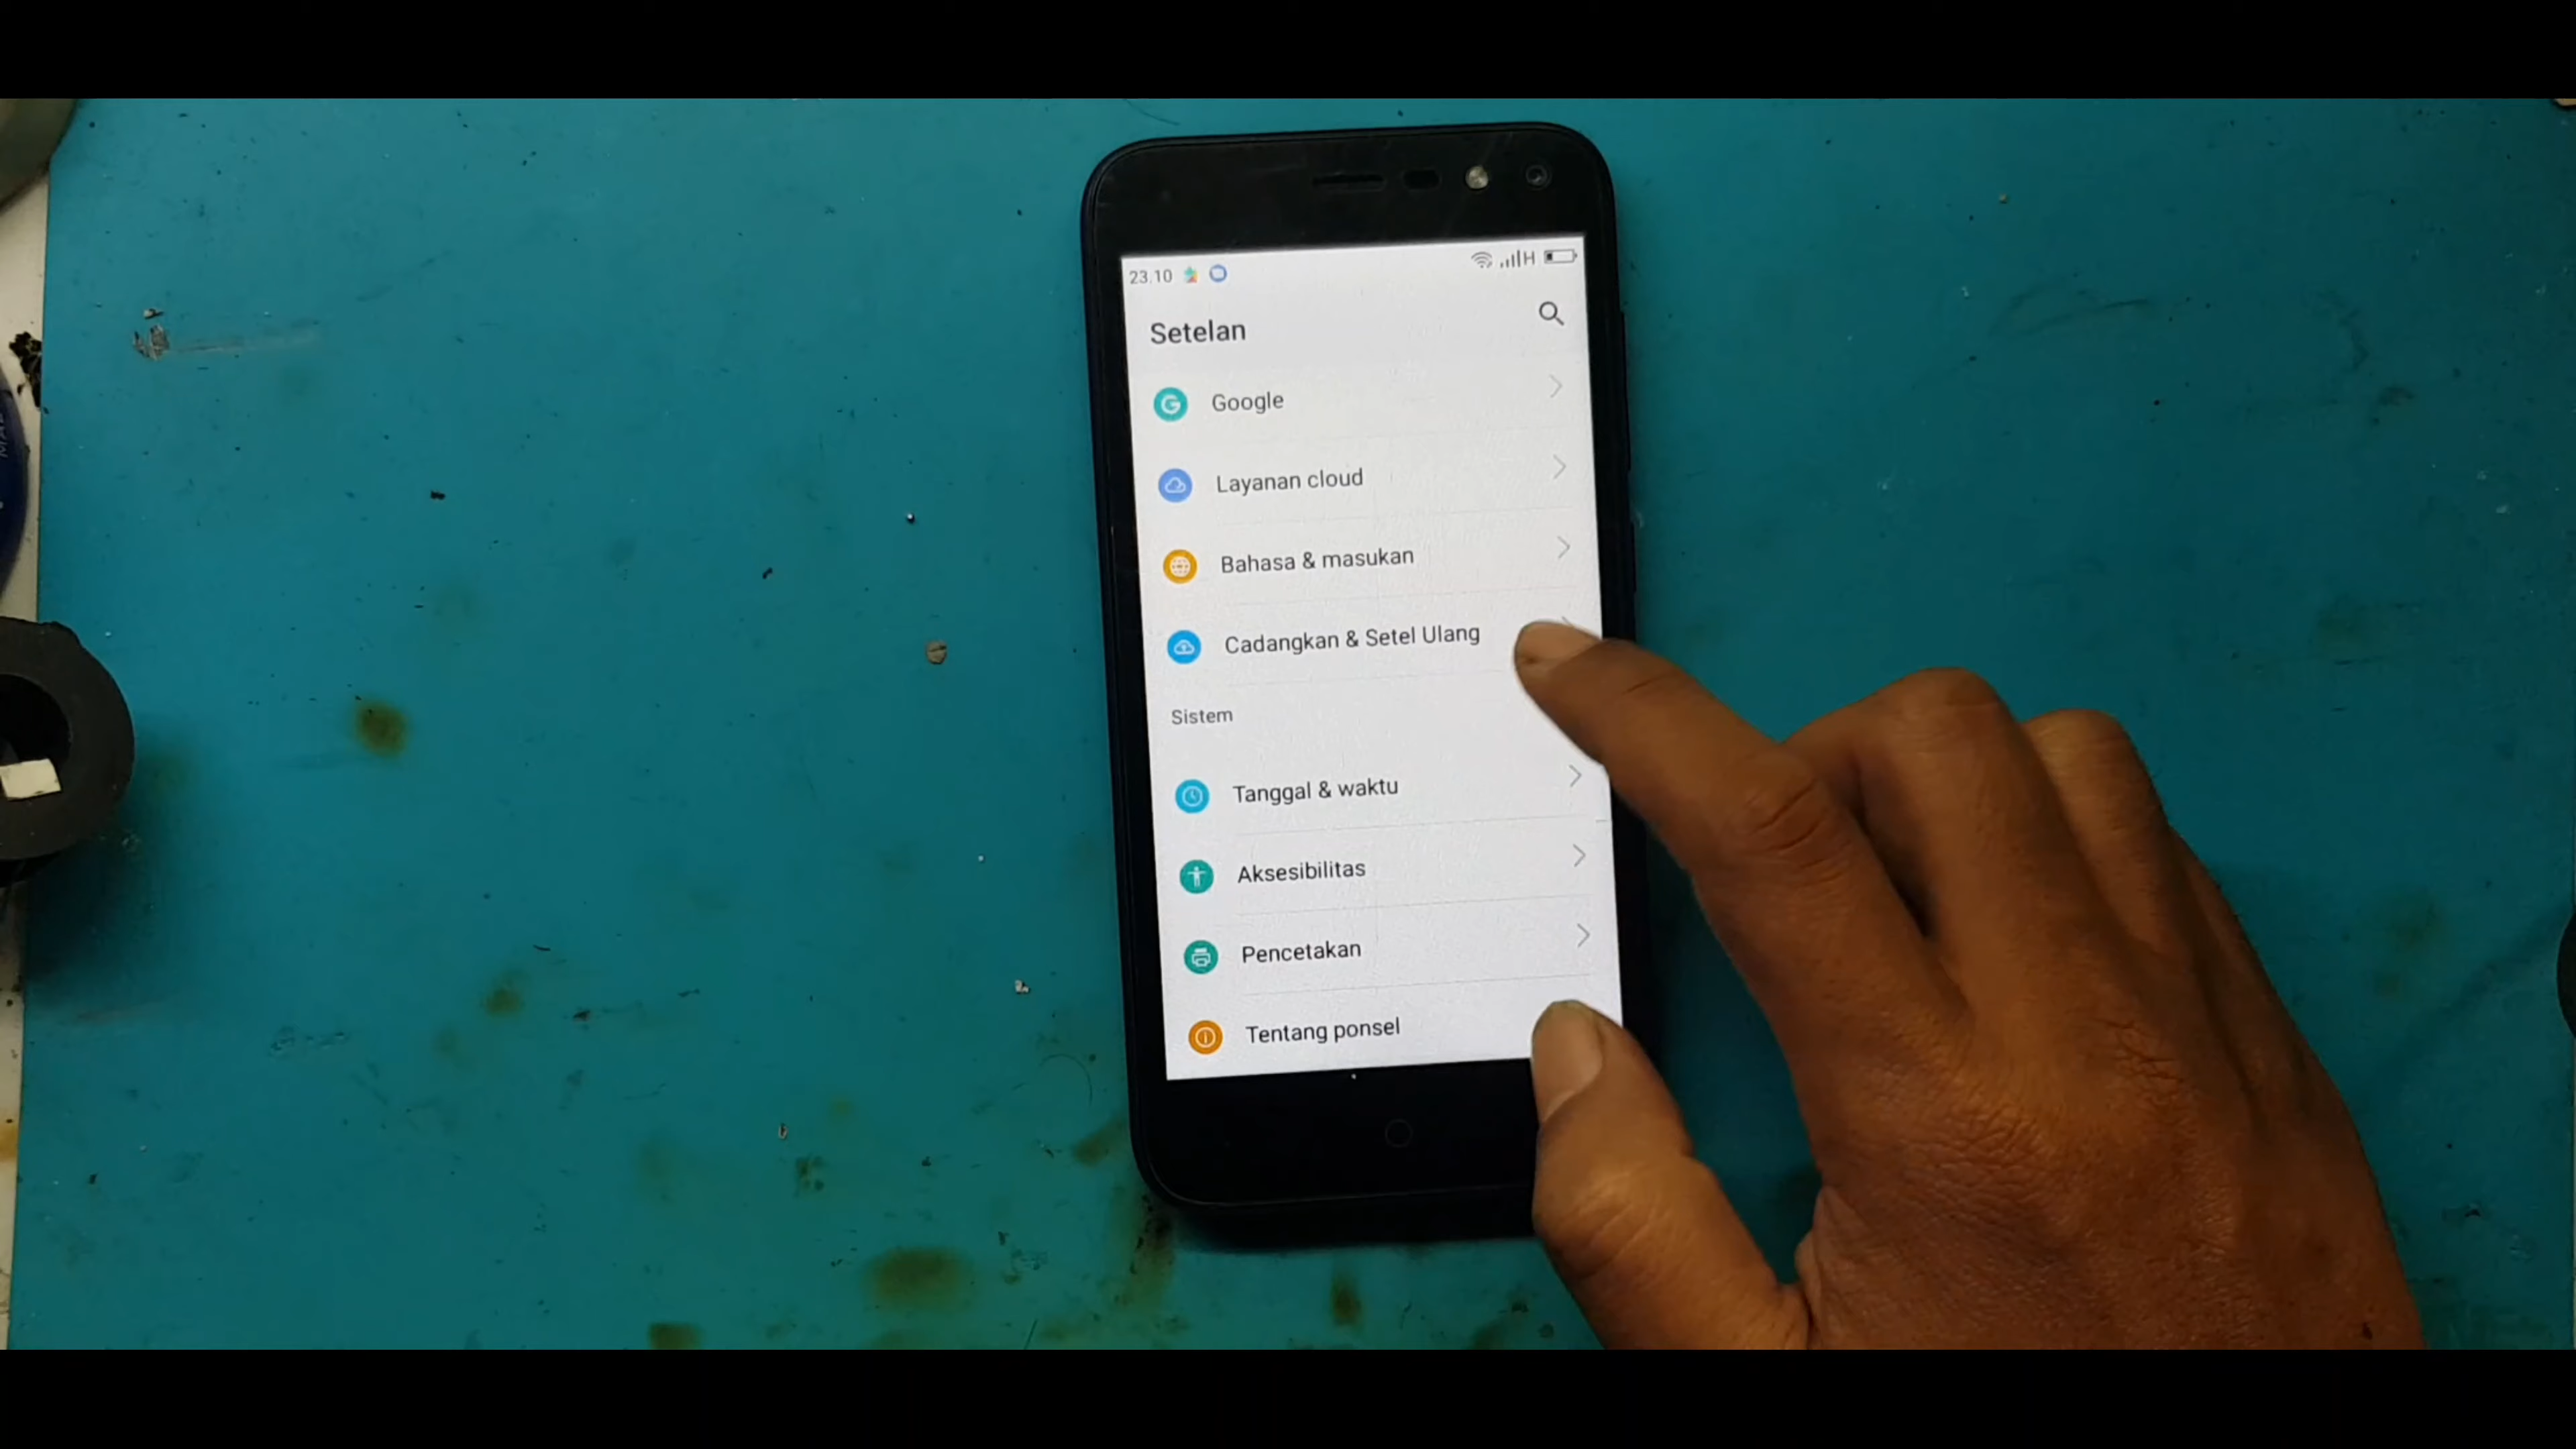 23.10
H
Setelan
Google
Layanan cloud
Bahasa & masukan
Cadangkan & Setel Ulang
Sistem
Tanggal & waktu
Aksesibilitas
Pencetakan
Tentang ponsel